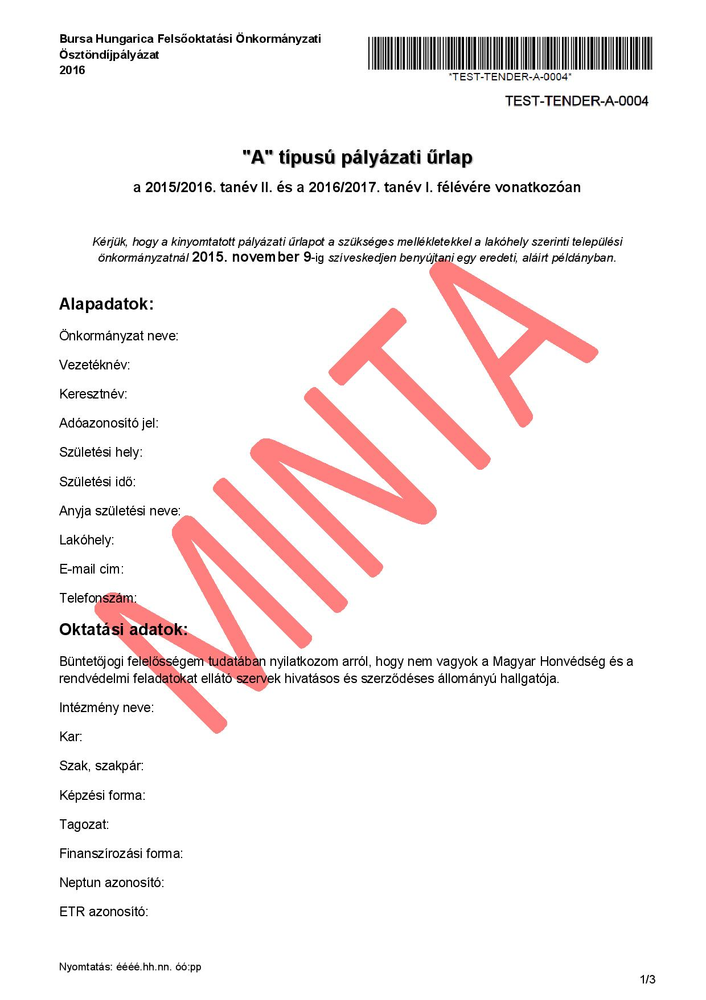 Bursa Hungarica Felsőoktatási Önkormányzati
Ösztöndíjpályázat
2016
*TEST-TENDER-A-0004*
TEST-TENDER-A-0004
"A" típusú pályázati űrlap
a 2015/2016. tanév II. és a 2016/2017. tanév I. félévére vonatkozóan
Kérjük, hogy a kinyomtatott pályázati űrlapot a szükséges mellékletekkel a lakóhely szerinti települési
önkormányzatnál 2015. november 9-ig szíveskedjen benyújtani egy eredeti, aláírt példányban.
Alapadatok:
Önkormányzat neve:
Vezetéknév:
Keresztnév:
Adóazonosító jel:
Születési hely:
Születési idő:
Anyja születési neve:
Lakóhely:
E-mail cím:
Telefonszám:
MINTA
Oktatási adatok:
Büntetőjogi felelősségem tudatában nyilatkozom arról, hogy nem vagyok a Magyar Honvédség és a
rendvédelmi feladatokat ellátó szervek hivatásos és szerződéses állományú hallgatója.
Intézmény neve:
Kar:
Szak, szakpár:
Képzési forma:
Tagozat:
Finanszírozási forma:
Neptun azonosító:
ETR azonosító:
Nyomtatás: éééé.hh.nn. óó:pp
1/3